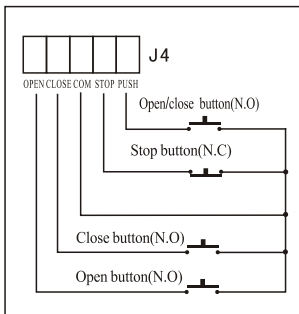 J4
OPEN CLOSE COM STOP PUSH
Open/close button(N.O)
Stop button(N.C)
Close button(N.O)
Open button(N.O)